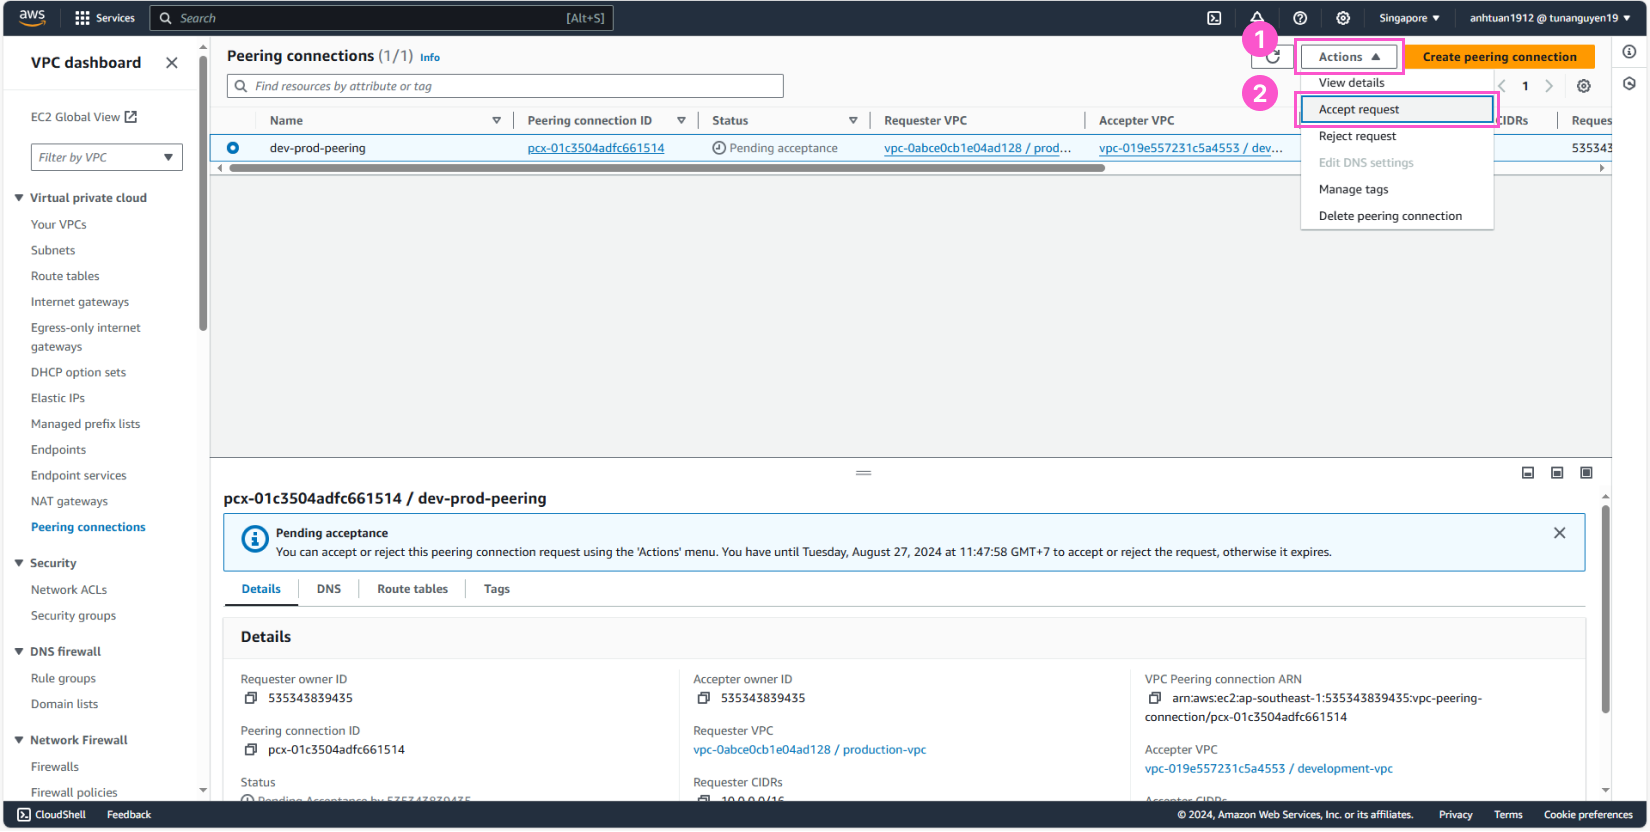 aws
Services
Search
[Alt+S]
Singapore
anhtuan1912 @ tunanguyen19
VPC dashboard
EC2 Global View
Filter by VPC
Virtual private cloud
Your VPCs
Subnets
Route tables
Internet gateways
Egress-only internet
gateways
DHCP option sets
Elastic IPs
Managed prefix lists
Endpoints
Endpoint services
NAT gateways
Peering connections
Security
Network ACLs
Security groups
DNS firewall
Rule groups
Domain lists
Network Firewall
Firewalls
Firewall policies
Peering connections (1/1) Info
1
Actions
Create peering connection
Find resources by attribute or tag
2
1
View details
Accept request
Reject request
Edit DNS settings
Manage tags
Delete peering connection
Name
Peering connection ID
Status
Requester VPC
Accepter VPC
CIDRs
Reques
dev-prod-peering
pcx-01c3504adfc661514
Pending acceptance
vpc-0abce0cb1e04ad128 / prod...
vpc-019e557231c5a4553 / dev...
535343
pcx-01c3504adfc661514 / dev-prod-peering
Pending acceptance
You can accept or reject this peering connection request using the 'Actions' menu. You have until Tuesday, August 27, 2024 at 11:47:58 GMT+7 to accept or reject the request, otherwise it expires.
Details
DNS
Route tables
Tags
Details
Requester owner ID
535343839435
Peering connection ID
pcx-01c3504adfc661514
Status
Pending Acceptance by 535343839435
Accepter owner ID
535343839435
Requester VPC
vpc-0abce0cb1e04ad128 / production-vpc
Requester CIDRs
10.0.0.0/16
VPC Peering connection ARN
arn:aws:ec2:ap-southeast-1:535343839435:vpc-peering-
connection/pcx-01c3504adfc661514
Accepter VPC
vpc-019e557231c5a4553 / development-vpc
Accepter CIDRs
CloudShell
Feedback
© 2024, Amazon Web Services, Inc. or its affiliates.
Privacy
Terms
Cookie preferences